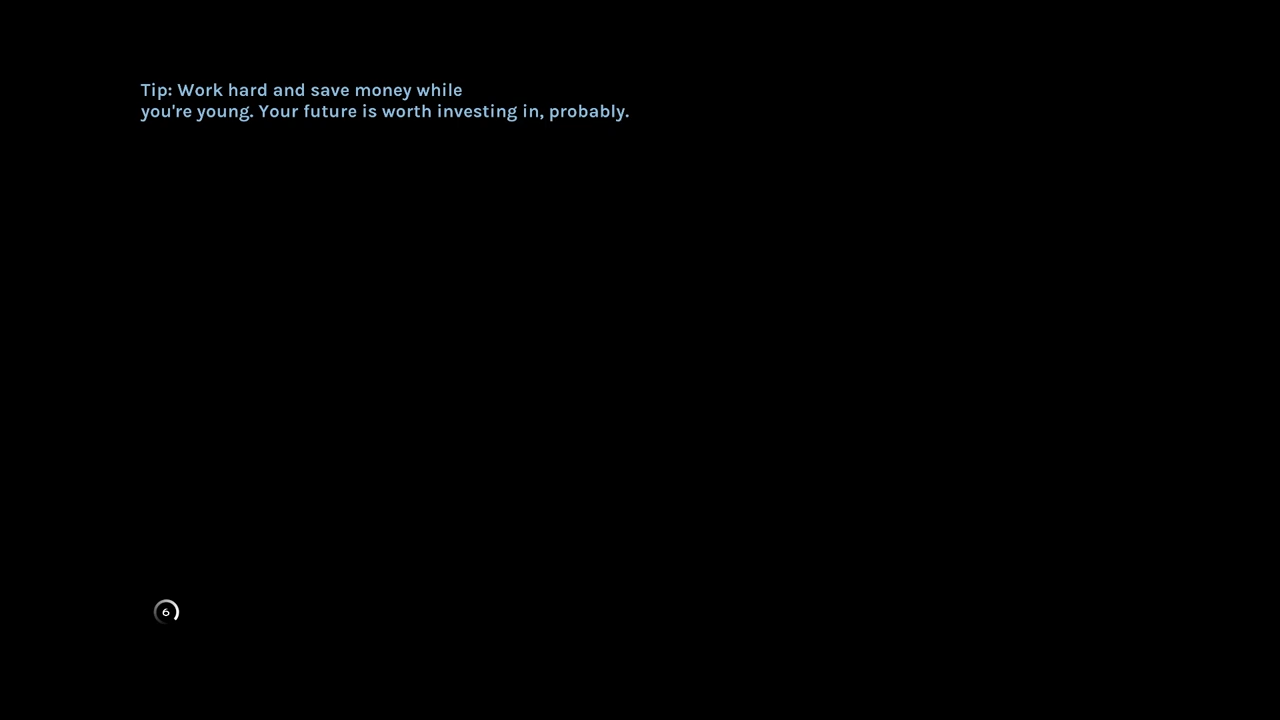 Tip: Work hard and save money while
you're young. Your future is worth investing in, probably.
6